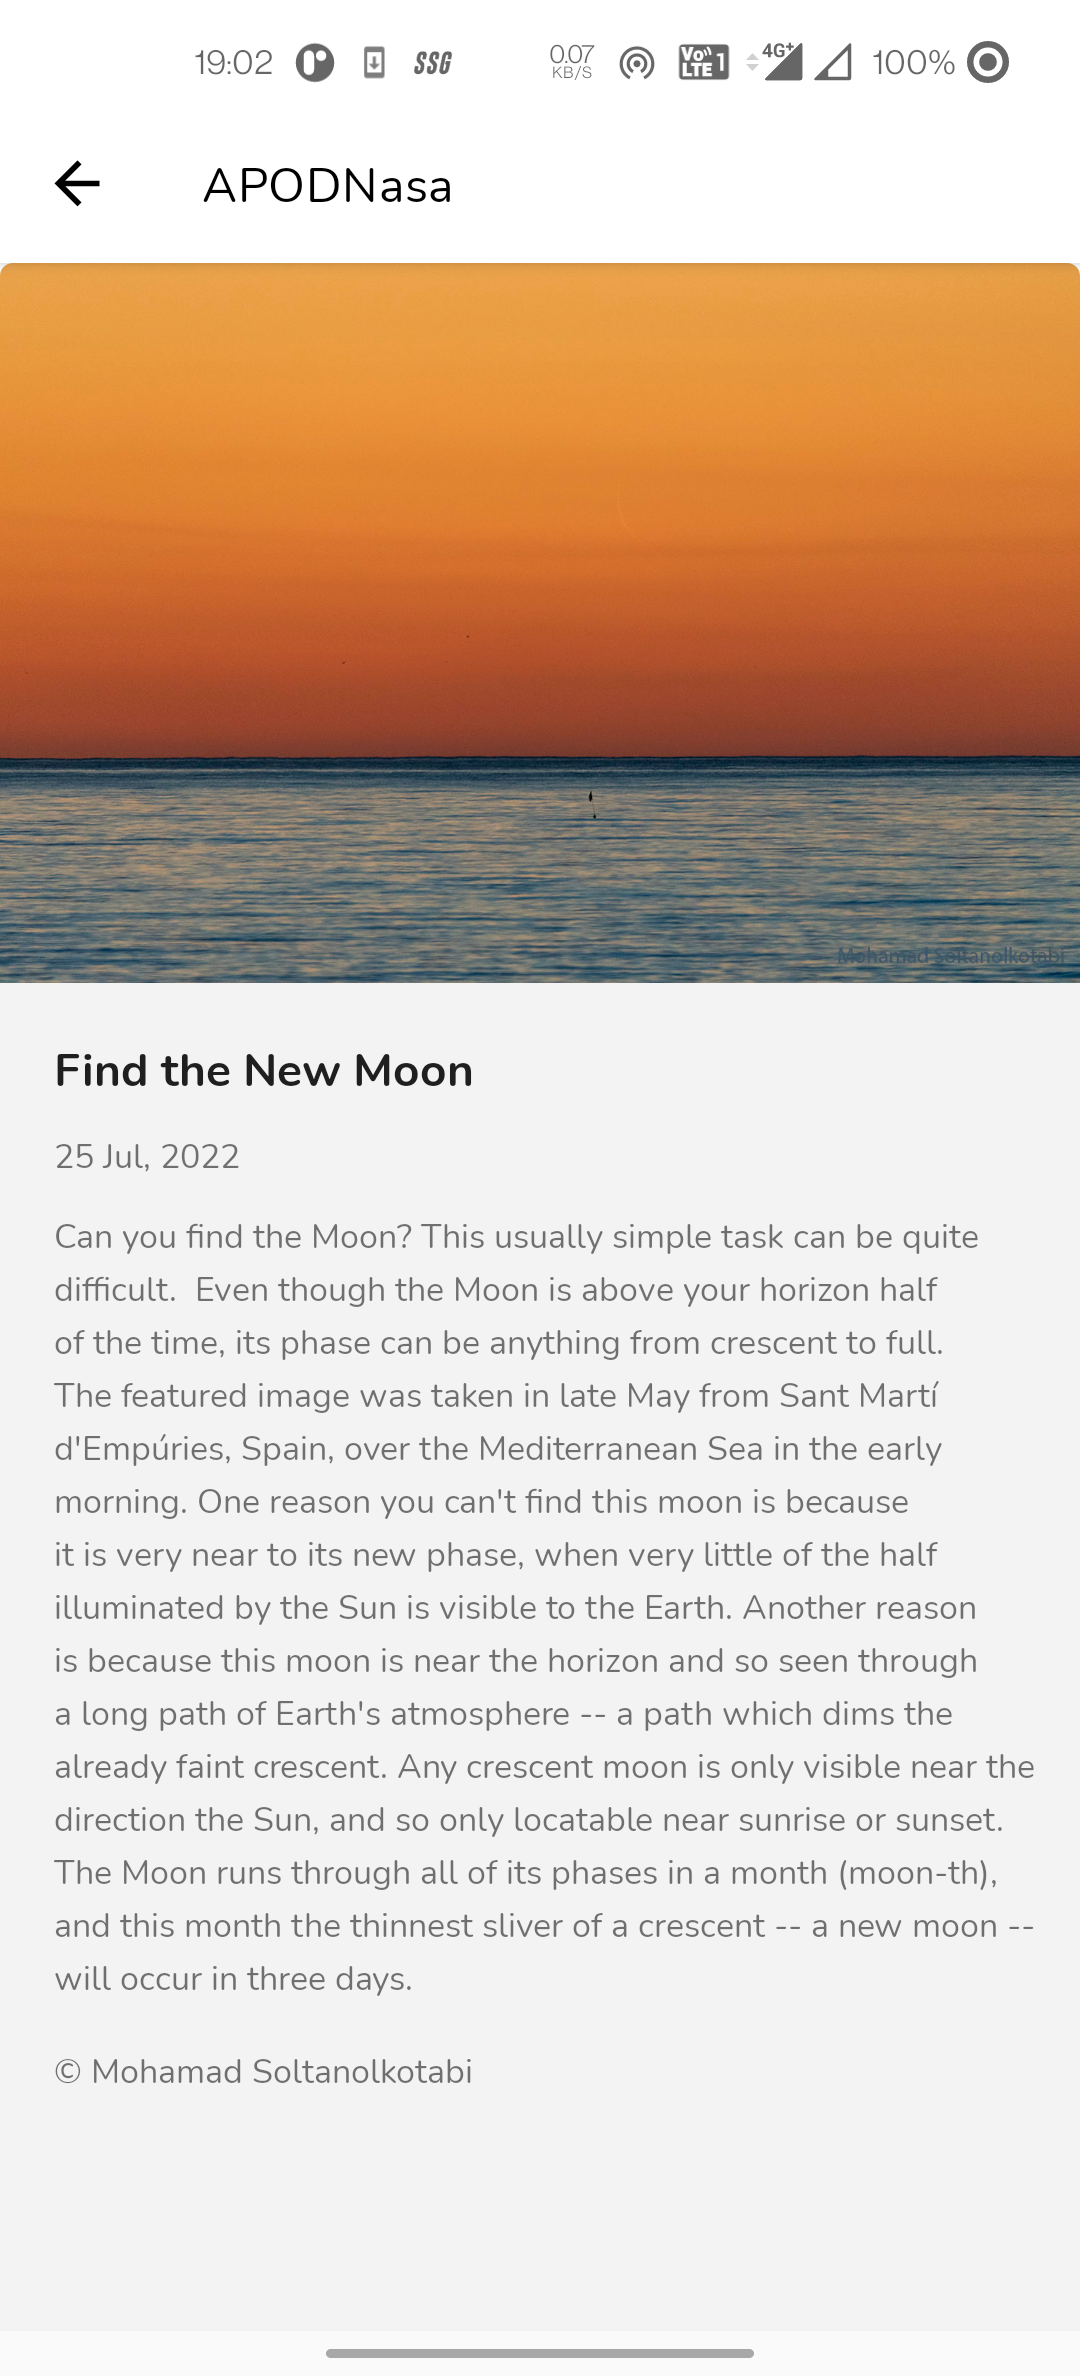 19:02 SSG 0.07 KB/S VoLTE 1 4G+ 100%
APODNasa
Mohamad Soltanolkotabi
Find the New Moon
25 Jul, 2022
Can you find the Moon? This usually simple task can be quite
difficult.  Even though the Moon is above your horizon half
of the time, its phase can be anything from crescent to full.
The featured image was taken in late May from Sant Martí
d'Empúries, Spain, over the Mediterranean Sea in the early
morning. One reason you can't find this moon is because
it is very near to its new phase, when very little of the half
illuminated by the Sun is visible to the Earth. Another reason
is because this moon is near the horizon and so seen through
a long path of Earth's atmosphere -- a path which dims the
already faint crescent. Any crescent moon is only visible near the
direction the Sun, and so only locatable near sunrise or sunset.
The Moon runs through all of its phases in a month (moon-th),
and this month the thinnest sliver of a crescent -- a new moon --
will occur in three days.
© Mohamad Soltanolkotabi